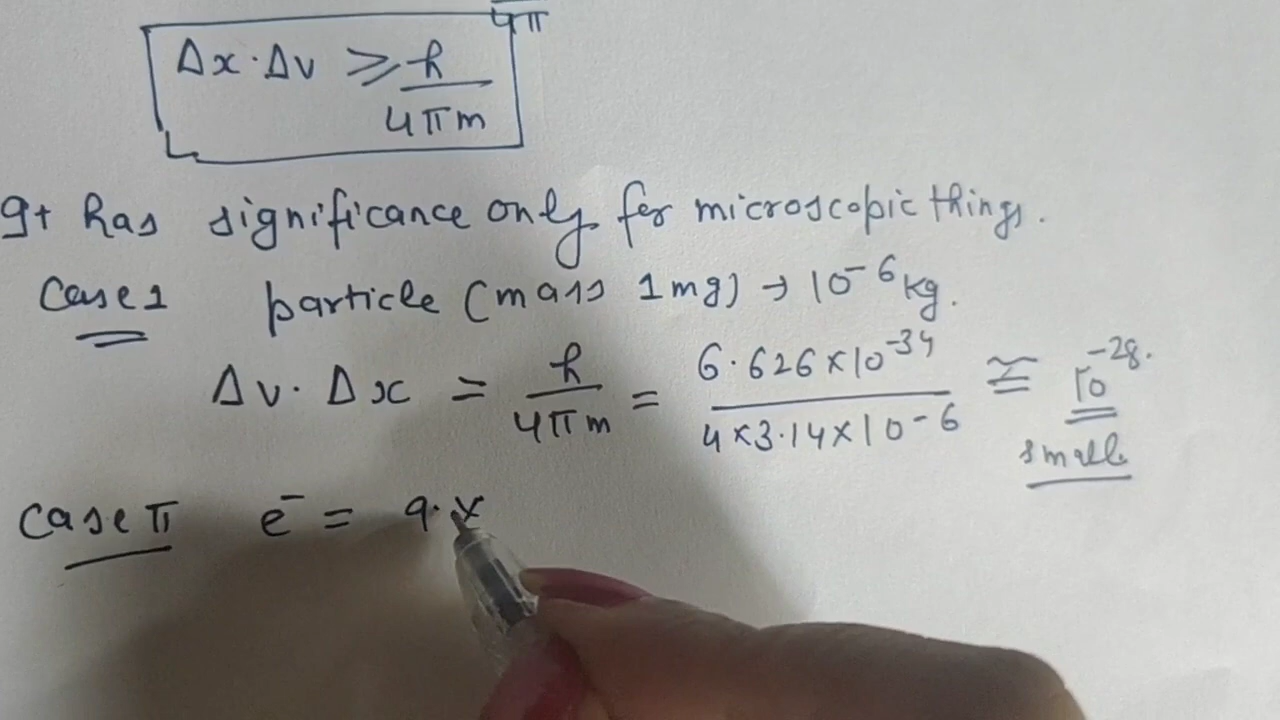 4π
Δx·Δv ≥ h/4πm
It has significance only for microscopic things.
Case 1 particle (mass 1mg) → 10⁻⁶ kg.
Δv·Δx = h/4πm = 6.626×10⁻³⁴/4×3.14×10⁻⁶ ≅ 10⁻²⁸.
small
Case II e⁻ = 9.×